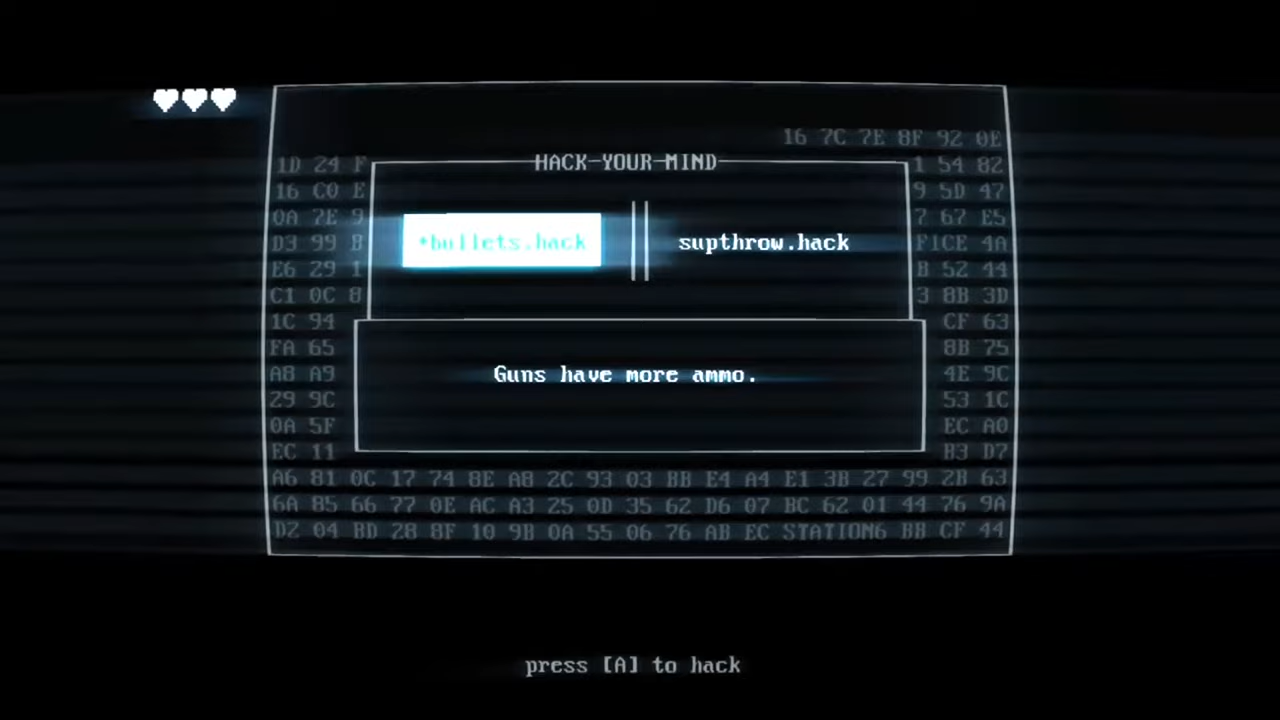 16 7C 7E 8F 92 0E
1D 24 F HACK YOUR MIND 1 54 82
16 C0 E 9 5D 47
0A 7E 9 7 67 E5
D3 99 B *bullets.hack supthrow.hack F1CE 4A
E6 29 1 B 52 44
C1 0C 8 3 8B 3D
1C 94 CF 63
FA 65 8B 75
A8 A9 Guns have more ammo. 4E 9C
29 9C 53 1C
0A 5F EC A0
EC 11 B3 D7
A6 81 0C 17 74 8E A8 2C 93 03 BB E4 A4 E1 3B 27 99 2B 63
6A 85 66 77 0E AC A3 25 0D 35 62 D6 07 BC 62 01 44 76 9A
D2 04 BD 28 8F 10 9B 0A 55 06 76 AB EC STATION6 BB CF 44
press [A] to hack